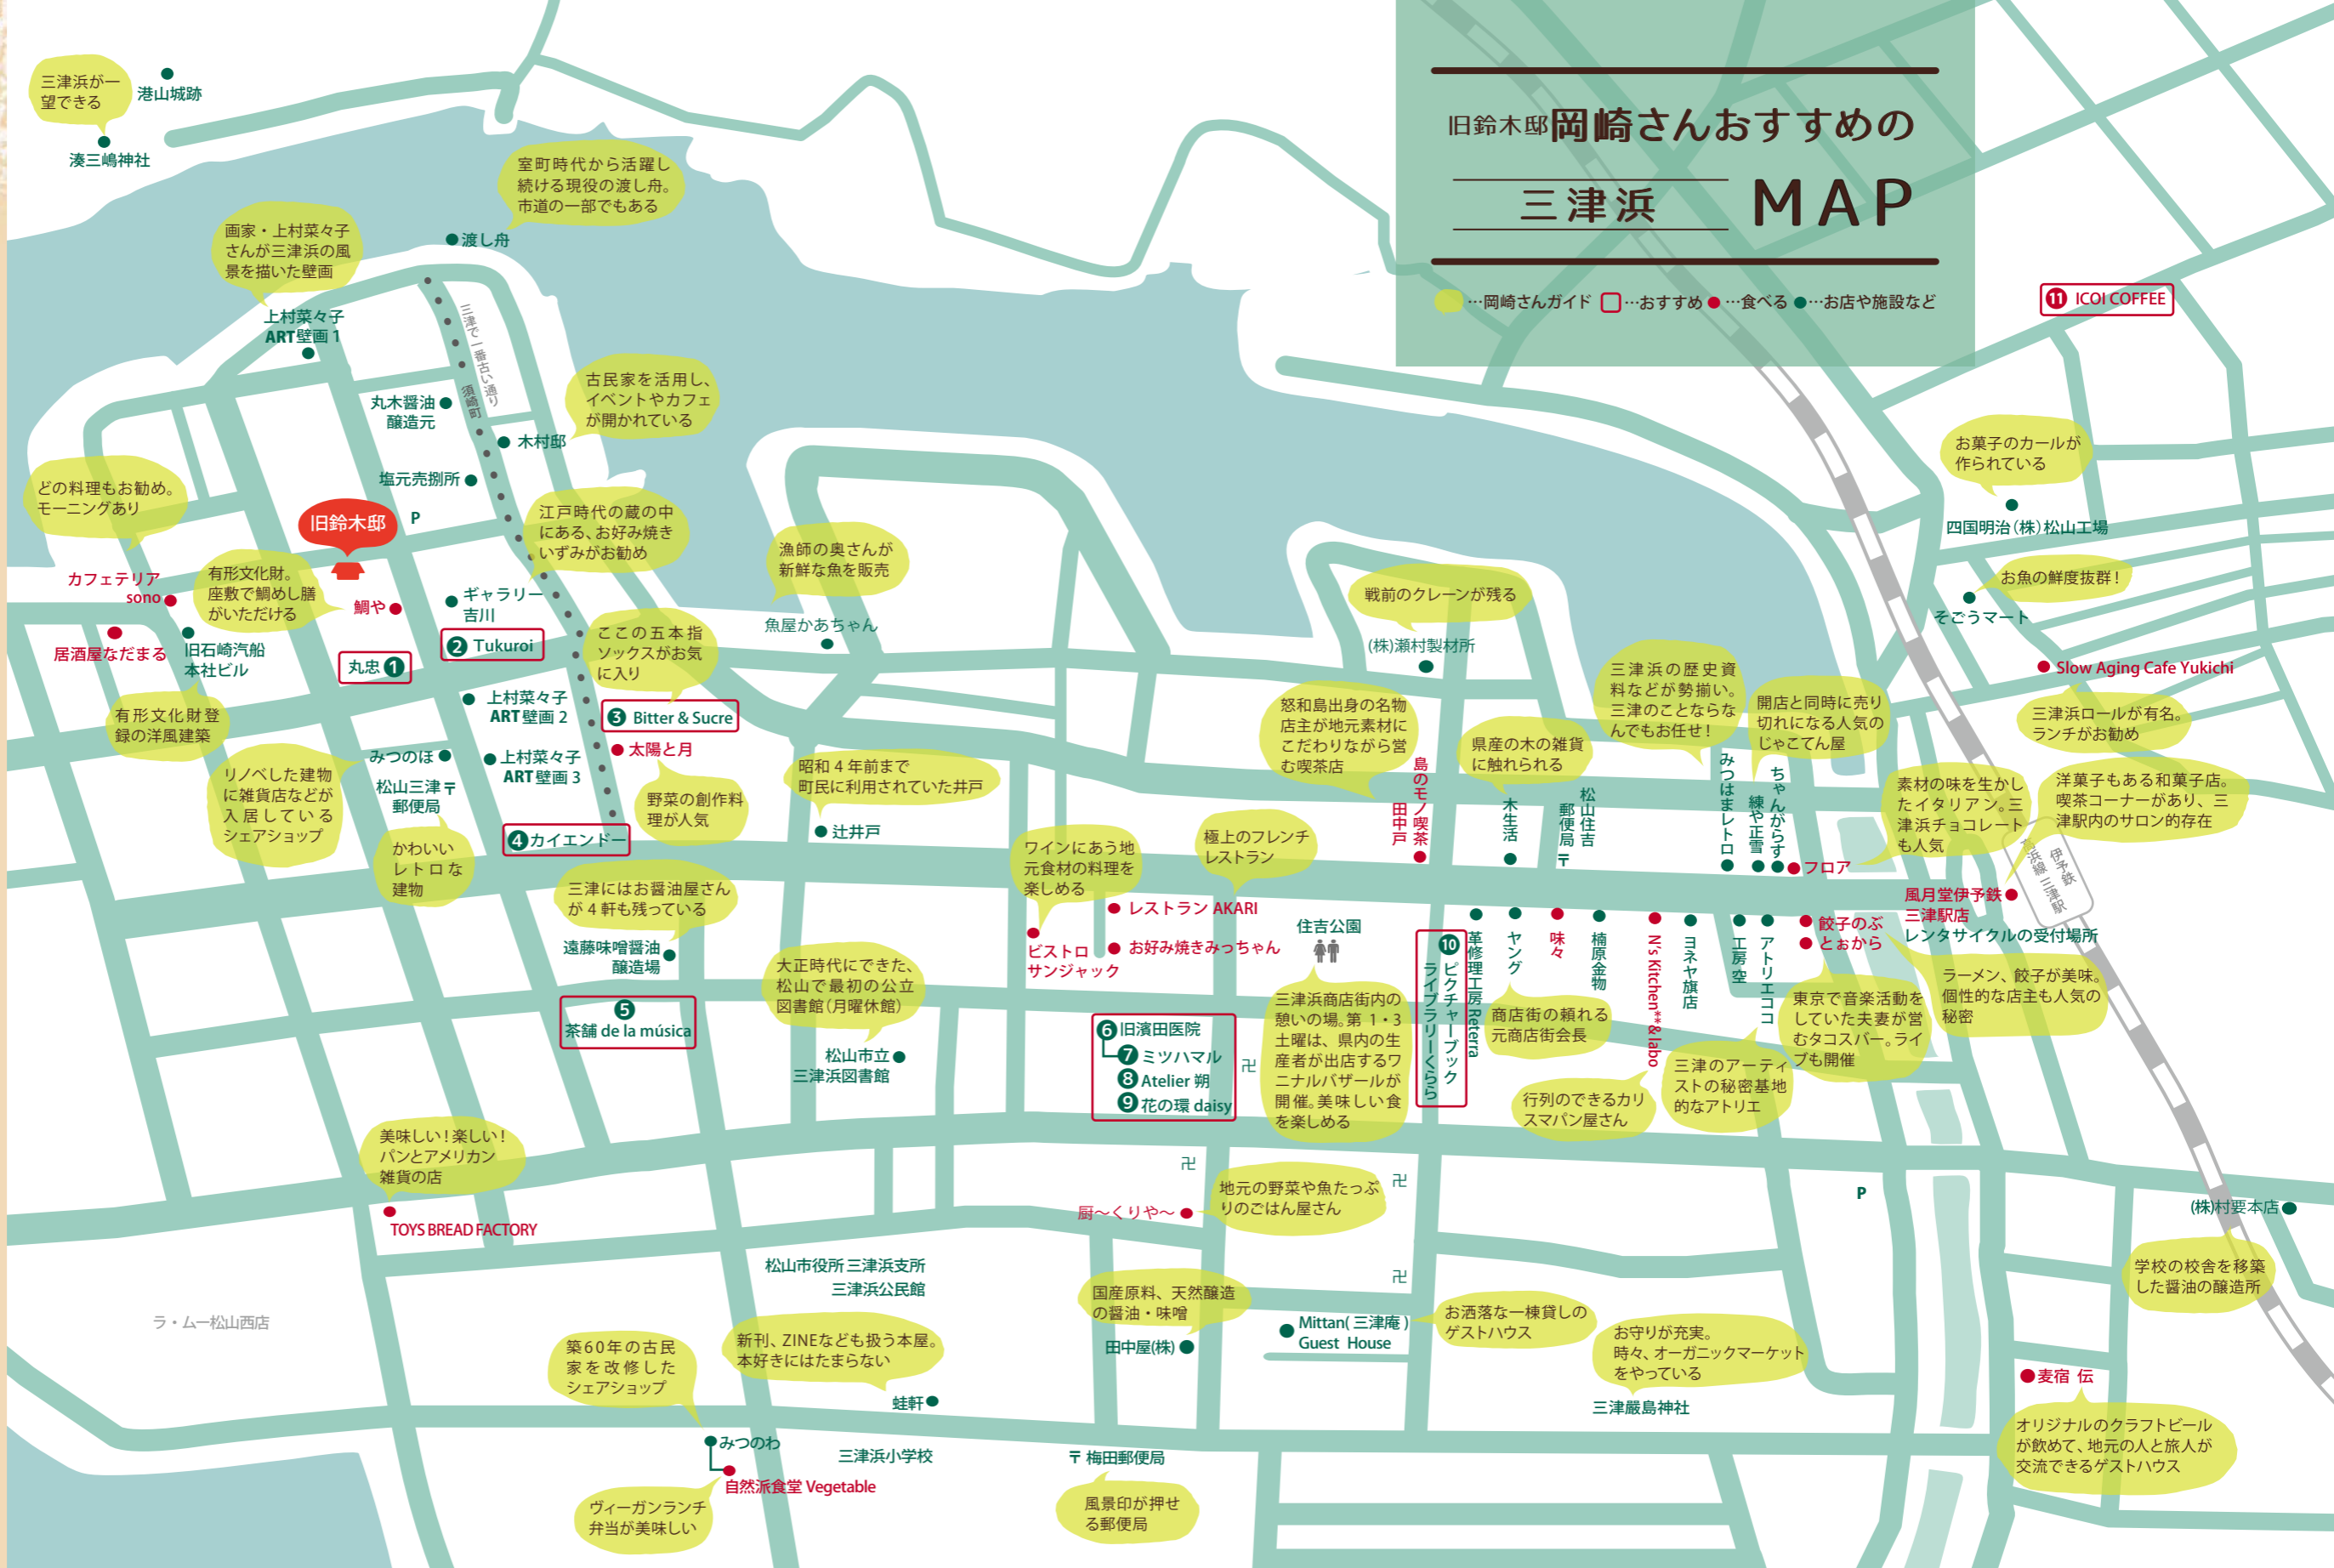 旧鈴木邸岡崎さんおすすめの
三津浜 MAP
…岡崎さんガイド …おすすめ …食べる …お店や施設など
三津浜が一
望できる
港山城跡
湊三嶋神社
室町時代から活躍し
続ける現役の渡し舟。
市道の一部でもある
渡し舟
画家・上村菜々子
さんが三津浜の風
景を描いた壁画
上村菜々子
ART壁画 1
三津で一番古い通り
須崎町
丸木醤油
醸造元
古民家を活用し、
イベントやカフェ
が開かれている
木村邸
塩元売捌所
どの料理もお勧め。
モーニングあり
旧鈴木邸
P
江戸時代の蔵の中
にある、お好み焼き
いずみがお勧め
カフェテリア
sono
有形文化財。
座敷で鯛めし膳
がいただける
鯛や
ギャラリー
吉川
居酒屋なだまる
旧石崎汽船
本社ビル
丸忠 ❶
❷ Tukuroi
ここの五本指
ソックスがお気
に入り
有形文化財登
録の洋風建築
上村菜々子
ART壁画 2
❸ Bitter & Sucre
太陽と月
みつのほ
上村菜々子
ART壁画 3
リノベした建物
に雑貨店などが
入居している
シェアショップ
松山三津〒
郵便局
かわいい
レトロな
建物
❹カイエンドー
野菜の創作料
理が人気
漁師の奥さんが
新鮮な魚を販売
魚屋かあちゃん
昭和 4 年前まで
町民に利用されていた井戸
辻井戸
三津にはお醤油屋さん
が 4 軒も残っている
遠藤味噌醤油
醸造場
❺
茶舗 de la música
大正時代にできた、
松山で最初の公立
図書館(月曜休館)
松山市立
三津浜図書館
ワインにあう地
元食材の料理を
楽しめる
ビストロ
サンジャック
極上のフレンチ
レストラン
レストラン AKARI
お好み焼きみっちゃん
❻旧濱田医院
❼ミツハマル
❽Atelier 朔
❾花の環 daisy
卍
住吉公園
三津浜商店街内の
憩いの場。第 1・3
土曜は、県内の生
産者が出店するワ
ニナルバザールが
開催。美味しい食
を楽しめる
戦前のクレーンが残る
(株)瀬村製材所
怒和島出身の名物
店主が地元素材に
こだわりながら営
む喫茶店
島のモノ喫茶
田中戸
県産の木の雑貨
に触れられる
木生活
松山住吉
郵便局
〒
三津浜の歴史資
料などが勢揃い。
三津のことならな
んでもお任せ！
みつはまレトロ
開店と同時に売り
切れになる人気の
じゃこてん屋
練や正雪
ちゃんがらす
フロア
素材の味を生かし
たイタリアン。三
津浜チョコレート
も人気
❿
ピクチャーブック
ライブラリーくらら
革修理工房 Reterra
ヤング
商店街の頼れる
元商店街会長
味々
楠原金物
N's Kitchen**&labo
行列のできるカリ
スマパン屋さん
ヨネヤ旗店
工房 空
アトリエココ
三津のアーティ
ストの秘密基地
的なアトリエ
餃子のぶ
とぉから
東京で音楽活動を
していた夫妻が営
むタコスバー。ライ
ブも開催
ラーメン、餃子が美味。
個性的な店主も人気の
秘密
⓫ ICOI COFFEE
お菓子のカールが
作られている
四国明治(株)松山工場
お魚の鮮度抜群！
そごうマート
Slow Aging Cafe Yukichi
三津浜ロールが有名。
ランチがお勧め
洋菓子もある和菓子店。
喫茶コーナーがあり、三
津駅内のサロン的存在
伊予鉄
浜線 三津駅
風月堂伊予鉄
三津駅店
レンタサイクルの受付場所
美味しい！楽しい！
パンとアメリカン
雑貨の店
TOYS BREAD FACTORY
ラ・ムー松山西店
松山市役所 三津浜支所
三津浜公民館
築60年の古民
家を改修した
シェアショップ
新刊、ZINEなども扱う本屋。
本好きにはたまらない
蛙軒
みつのわ
自然派食堂 Vegetable
三津浜小学校
ヴィーガンランチ
弁当が美味しい
卍
厨〜くりや〜
地元の野菜や魚たっぷ
りのごはん屋さん
卍
卍
国産原料、天然醸造
の醤油・味噌
田中屋(株)
Mittan( 三津庵 )
Guest House
お洒落な一棟貸しの
ゲストハウス
〒梅田郵便局
風景印が押せ
る郵便局
お守りが充実。
時々、オーガニックマーケット
をやっている
三津厳島神社
P
(株)村要本店
学校の校舎を移築
した醤油の醸造所
麦宿 伝
オリジナルのクラフトビール
が飲めて、地元の人と旅人が
交流できるゲストハウス